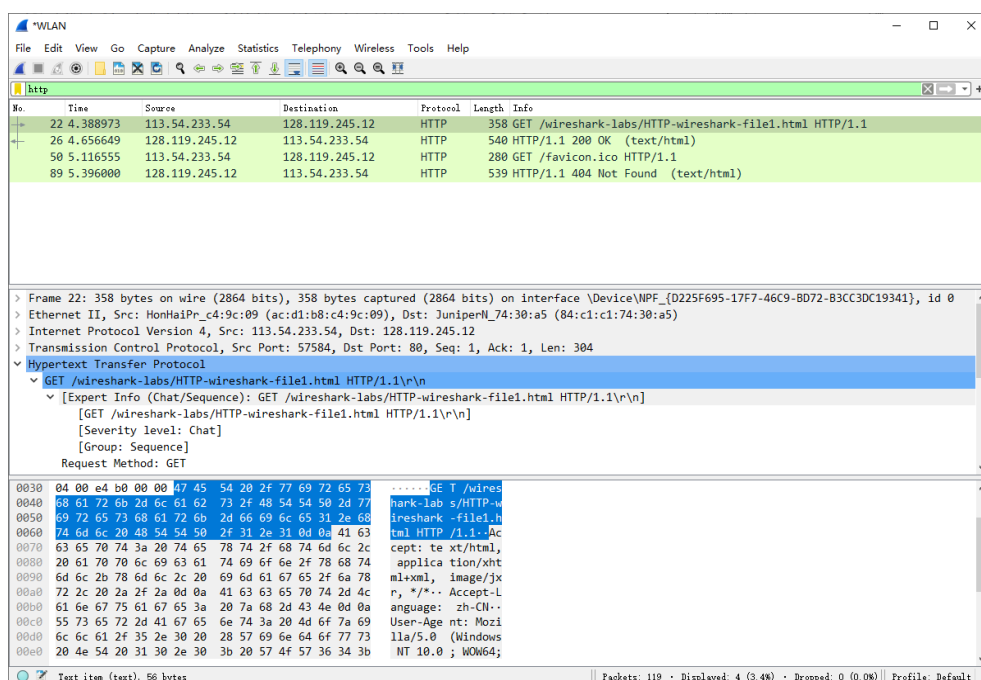 *WLAN
File Edit View Go Capture Analyze Statistics Telephony Wireless Tools Help
http
No. Time Source Destination Protocol Length Info
22 4.388973 113.54.233.54 128.119.245.12 HTTP 358 GET /wireshark-labs/HTTP-wireshark-file1.html HTTP/1.1
26 4.656649 128.119.245.12 113.54.233.54 HTTP 540 HTTP/1.1 200 OK (text/html)
50 5.116555 113.54.233.54 128.119.245.12 HTTP 280 GET /favicon.ico HTTP/1.1
89 5.396000 128.119.245.12 113.54.233.54 HTTP 539 HTTP/1.1 404 Not Found (text/html)
> Frame 22: 358 bytes on wire (2864 bits), 358 bytes captured (2864 bits) on interface \Device\NPF_{D225F695-17F7-46C9-BD72-B3CC3DC19341}, id 0
> Ethernet II, Src: HonHaiPr_c4:9c:09 (ac:d1:b8:c4:9c:09), Dst: JuniperN_74:30:a5 (84:c1:c1:74:30:a5)
> Internet Protocol Version 4, Src: 113.54.233.54, Dst: 128.119.245.12
> Transmission Control Protocol, Src Port: 57584, Dst Port: 80, Seq: 1, Ack: 1, Len: 304
Hypertext Transfer Protocol
GET /wireshark-labs/HTTP-wireshark-file1.html HTTP/1.1\r\n
[Expert Info (Chat/Sequence): GET /wireshark-labs/HTTP-wireshark-file1.html HTTP/1.1\r\n]
[GET /wireshark-labs/HTTP-wireshark-file1.html HTTP/1.1\r\n]
[Severity level: Chat]
[Group: Sequence]
Request Method: GET
0030 04 00 e4 b0 00 00 47 45 54 20 2f 77 69 72 65 73 ······GE T /wires
0040 68 61 72 6b 2d 6c 61 62 73 2f 48 54 54 50 2d 77 hark-lab s/HTTP-w
0050 69 72 65 73 68 61 72 6b 2d 66 69 6c 65 31 2e 68 ireshark -file1.h
0060 74 6d 6c 20 48 54 54 50 2f 31 2e 31 0d 0a 41 63 tml HTTP /1.1··Ac
0070 63 65 70 74 3a 20 74 65 78 74 2f 68 74 6d 6c 2c cept: te xt/html,
0080 20 61 70 70 6c 69 63 61 74 69 6f 6e 2f 78 68 74 applica tion/xht
0090 6d 6c 2b 78 6d 6c 2c 20 69 6d 61 67 65 2f 6a 78 ml+xml, image/jx
00a0 72 2c 20 2a 2f 2a 0d 0a 41 63 63 65 70 74 2d 4c r, */*·· Accept-L
00b0 61 6e 67 75 61 67 65 3a 20 7a 68 2d 43 4e 0d 0a anguage: zh-CN··
00c0 55 73 65 72 2d 41 67 65 6e 74 3a 20 4d 6f 7a 69 User-Age nt: Mozi
00d0 6c 6c 61 2f 35 2e 30 20 28 57 69 6e 64 6f 77 73 lla/5.0 (Windows
00e0 20 4e 54 20 31 30 2e 30 3b 20 57 4f 57 36 34 3b NT 10.0 ; WOW64;
Text item (text), 56 bytes Packets: 119 · Displayed: 4 (3.4%) · Dropped: 0 (0.0%) Profile: Default